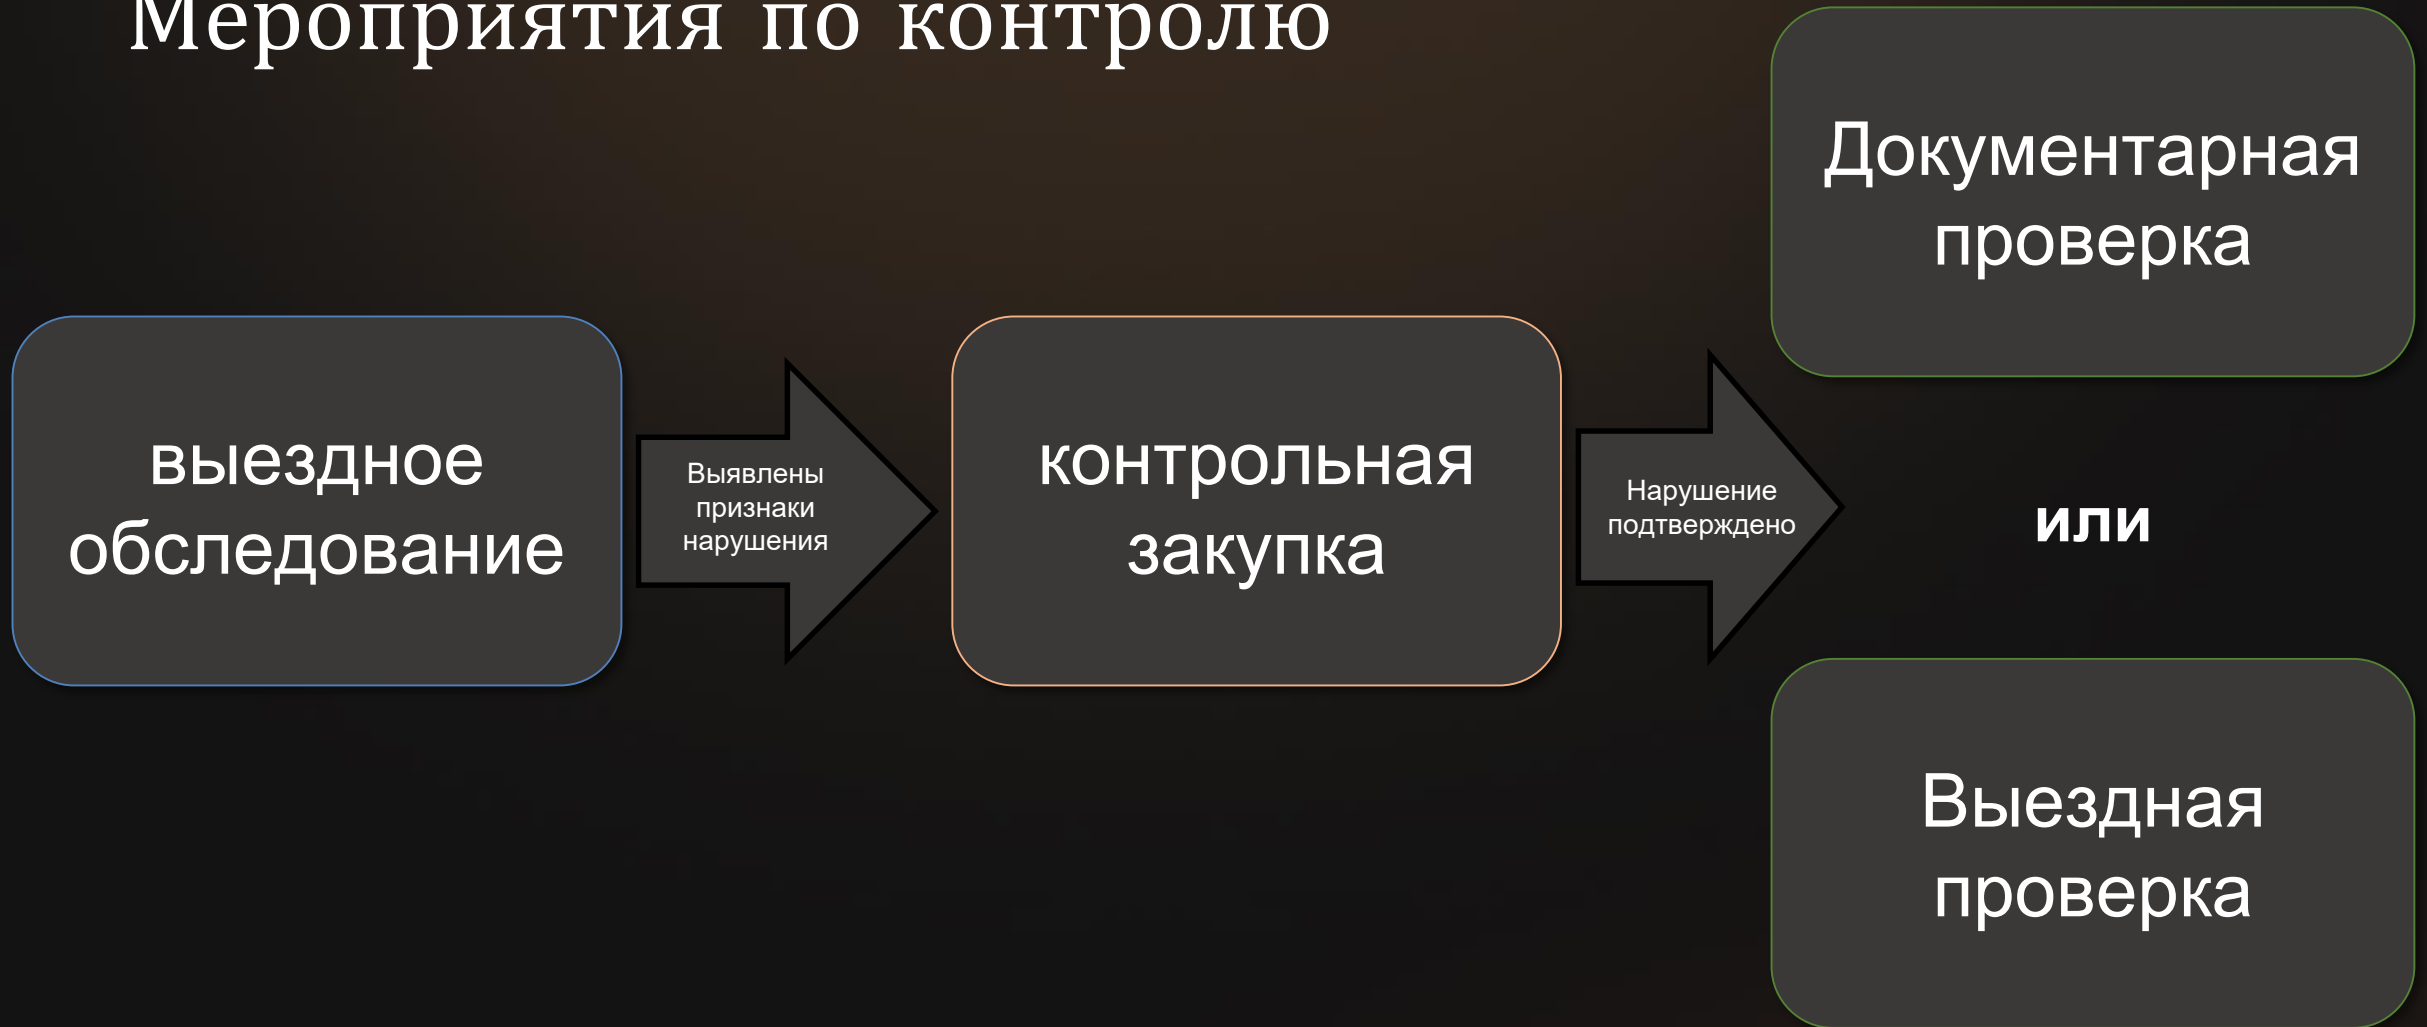 Мероприятия по контролю
выездное
обследование
Выявлены
признаки
нарушения
контрольная
закупка
Нарушение
подтверждено
Документарная
проверка
или
Выездная
проверка